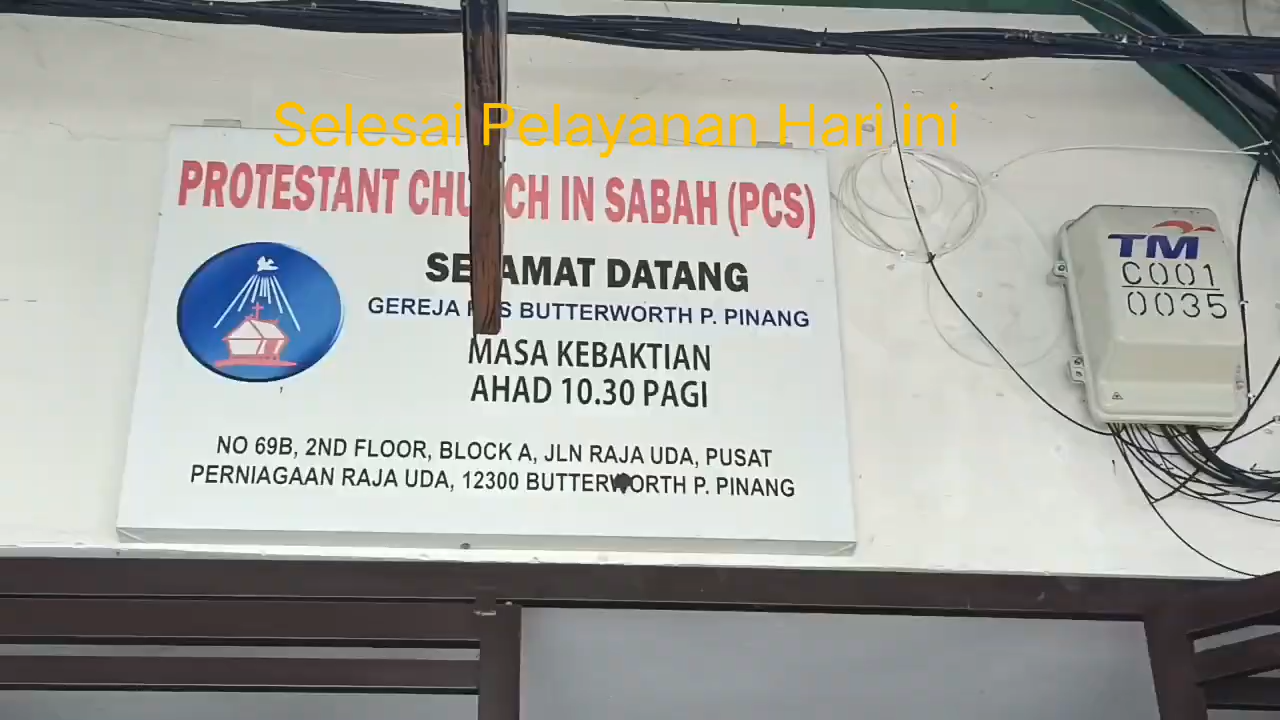 Selesai Pelayanan Hari ini
PROTESTANT CHURCH IN SABAH (PCS)
SELAMAT DATANG
GEREJA PCS BUTTERWORTH P. PINANG
MASA KEBAKTIAN
AHAD 10.30 PAGI
NO 69B, 2ND FLOOR, BLOCK A, JLN RAJA UDA, PUSAT
PERNIAGAAN RAJA UDA, 12300 BUTTERWORTH P. PINANG
TM
C001
0035